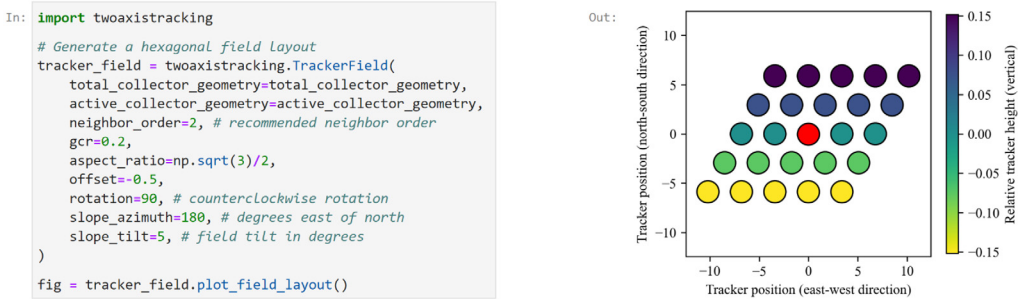 In:
import twoaxistracking
# Generate a hexagonal field layout
tracker_field = twoaxistracking.TrackerField(
    total_collector_geometry=total_collector_geometry,
    active_collector_geometry=active_collector_geometry,
    neighbor_order=2, # recommended neighbor order
    gcr=0.2,
    aspect_ratio=np.sqrt(3)/2,
    offset=-0.5,
    rotation=90, # counterclockwise rotation
    slope_azimuth=180, # degrees east of north
    slope_tilt=5, # field tilt in degrees
)
fig = tracker_field.plot_field_layout()
Out:
Tracker position (north-south direction)
10
5
0
−5
−10
−10
−5
0
5
10
Tracker position (east-west direction)
0.15
0.10
0.05
0.00
−0.05
−0.10
−0.15
Relative tracker height (vertical)